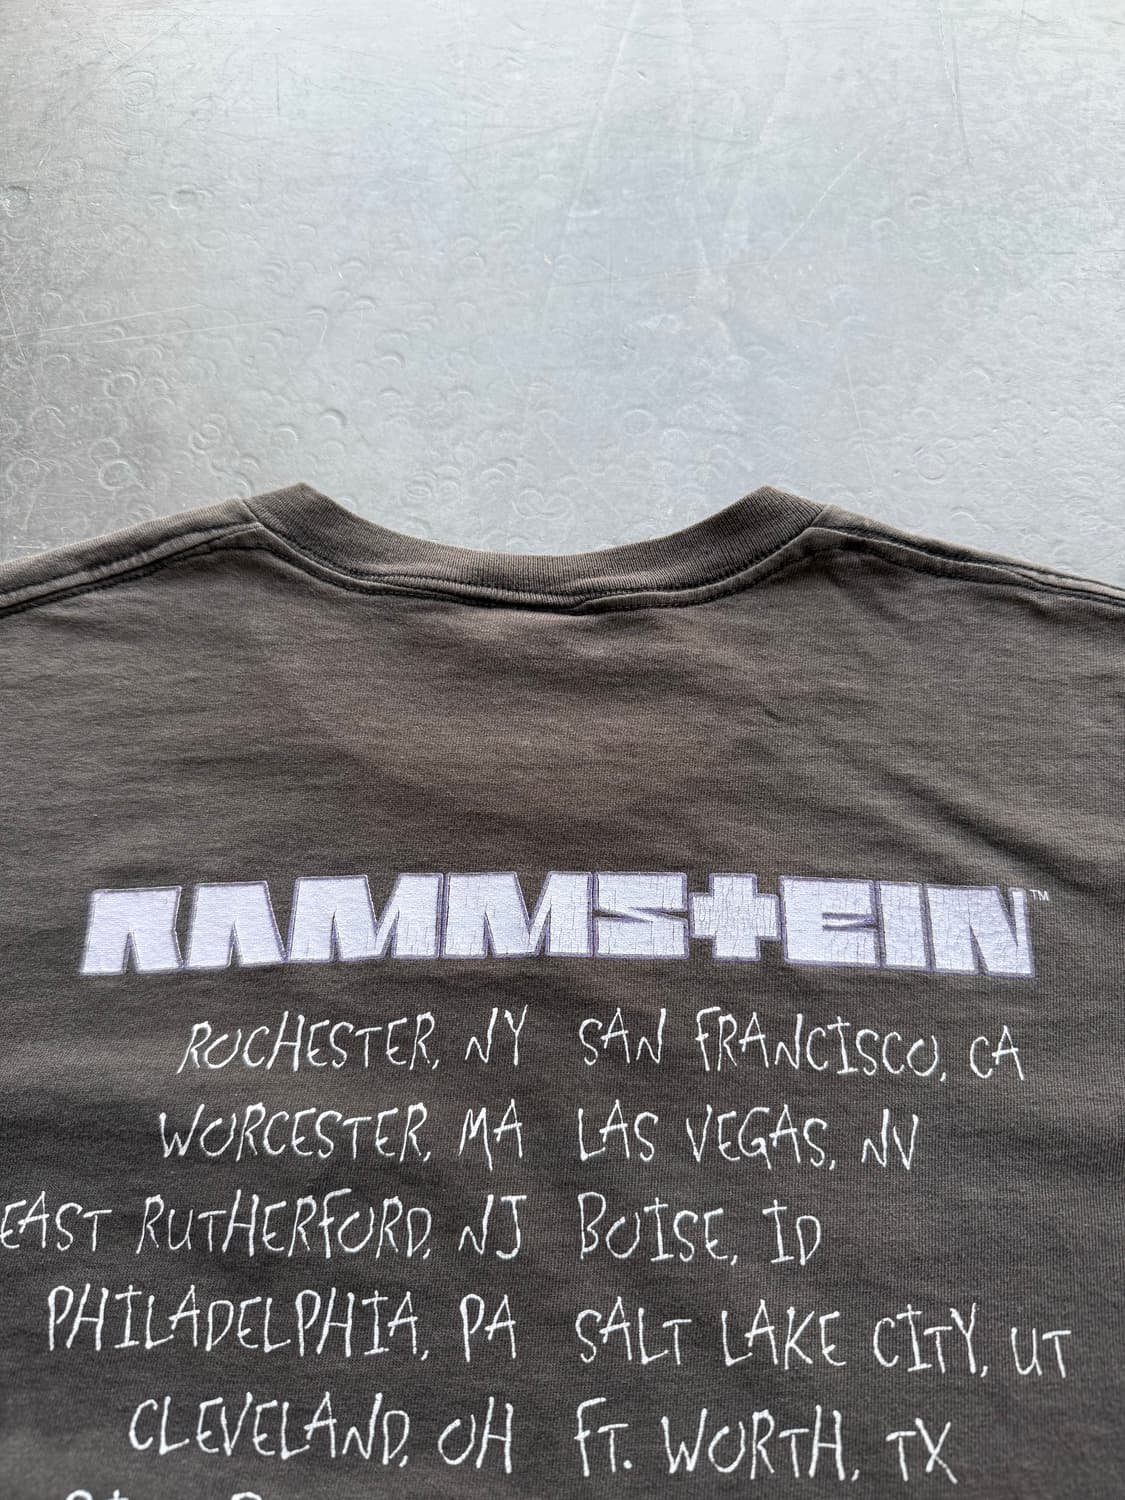 RAMMSTEIN™
ROCHESTER, NY SAN FRANCISCO, CA
WORCESTER, MA LAS VEGAS, NV
EAST RUTHERFORD, NJ BOISE, ID
PHILADELPHIA, PA SALT LAKE CITY, UT
CLEVELAND, OH FT. WORTH, TX